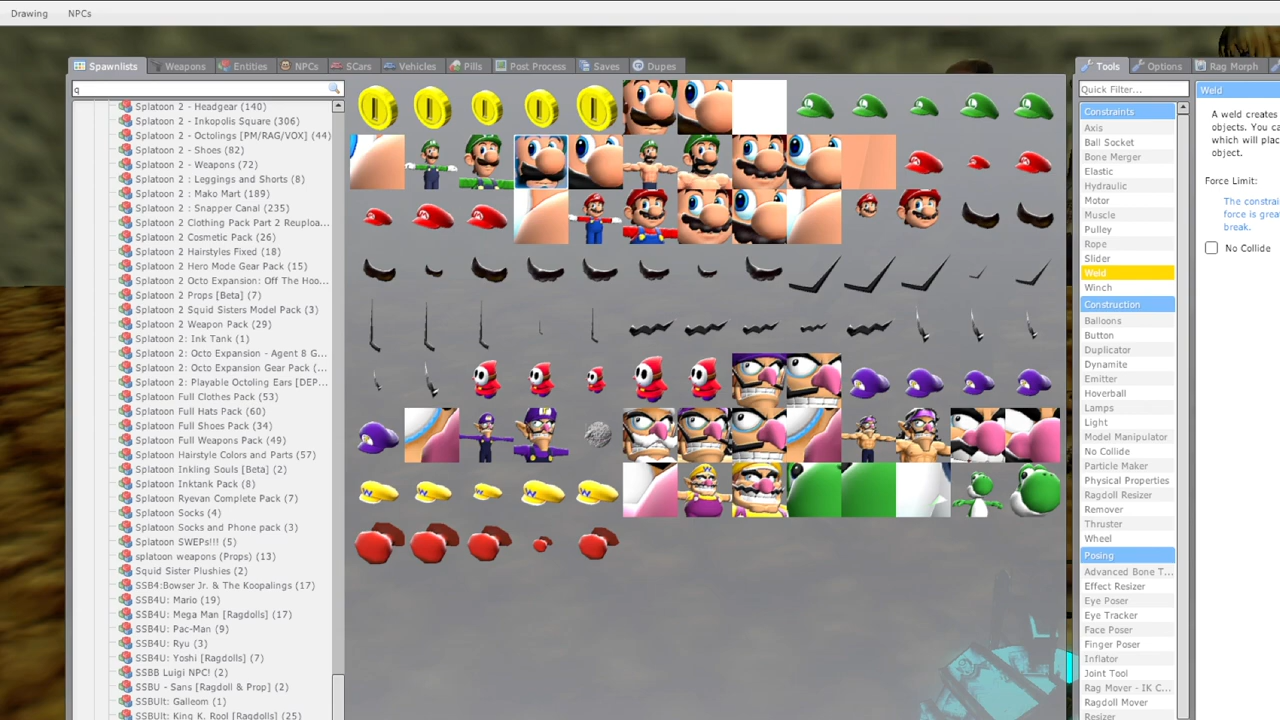 Drawing NPCs
Spawnlists Weapons Entities NPCs SCars Vehicles Pills Post Process Saves Dupes
q
Splatoon 2 - Headgear (140)
Splatoon 2 - Inkopolis Square (306)
Splatoon 2 - Octolings [PM/RAG/VOX] (44)
Splatoon 2 - Shoes (82)
Splatoon 2 - Weapons (72)
Splatoon 2 : Leggings and Shorts (8)
Splatoon 2 : Mako Mart (189)
Splatoon 2 : Snapper Canal (235)
Splatoon 2 Clothing Pack Part 2 Reuploa...
Splatoon 2 Cosmetic Pack (26)
Splatoon 2 Hairstyles Fixed (18)
Splatoon 2 Hero Mode Gear Pack (15)
Splatoon 2 Octo Expansion: Off The Hoo...
Splatoon 2 Props [Beta] (7)
Splatoon 2 Squid Sisters Model Pack (3)
Splatoon 2 Weapon Pack (29)
Splatoon 2: Ink Tank (1)
Splatoon 2: Octo Expansion - Agent 8 G...
Splatoon 2: Octo Expansion Gear Pack (...
Splatoon 2: Playable Octoling Ears [DEP...
Splatoon Full Clothes Pack (53)
Splatoon Full Hats Pack (60)
Splatoon Full Shoes Pack (34)
Splatoon Full Weapons Pack (49)
Splatoon Hairstyle Colors and Parts (57)
Splatoon Inkling Souls [Beta] (2)
Splatoon Inktank Pack (8)
Splatoon Ryevan Complete Pack (7)
Splatoon Socks (4)
Splatoon Socks and Phone pack (3)
Splatoon SWEPs!!! (5)
splatoon weapons (Props) (13)
Squid Sister Plushies (2)
SSB4:Bowser Jr. & The Koopalings (17)
SSB4U: Mario (19)
SSB4U: Mega Man [Ragdolls] (17)
SSB4U: Pac-Man (9)
SSB4U: Ryu (3)
SSB4U: Yoshi [Ragdolls] (7)
SSBB Luigi NPC! (2)
SSBU - Sans [Ragdoll & Prop] (2)
SSBUlt: Galleom (1)
SSBUlt: King K. Rool [Ragdolls] (25)
Tools Options Rag Morph
Quick Filter...
Constraints
Axis
Ball Socket
Bone Merger
Elastic
Hydraulic
Motor
Muscle
Pulley
Rope
Slider
Weld
Winch
Construction
Balloons
Button
Duplicator
Dynamite
Emitter
Hoverball
Lamps
Light
Model Manipulator
No Collide
Particle Maker
Physical Properties
Ragdoll Resizer
Remover
Thruster
Wheel
Posing
Advanced Bone T...
Effect Resizer
Eye Poser
Eye Tracker
Face Poser
Finger Poser
Inflator
Joint Tool
Rag Mover - IK C...
Ragdoll Mover
Resizer
Weld
A weld creates
objects. You ca
which will plac
object.
Force Limit:
The constrai
force is grea
break.
No Collide